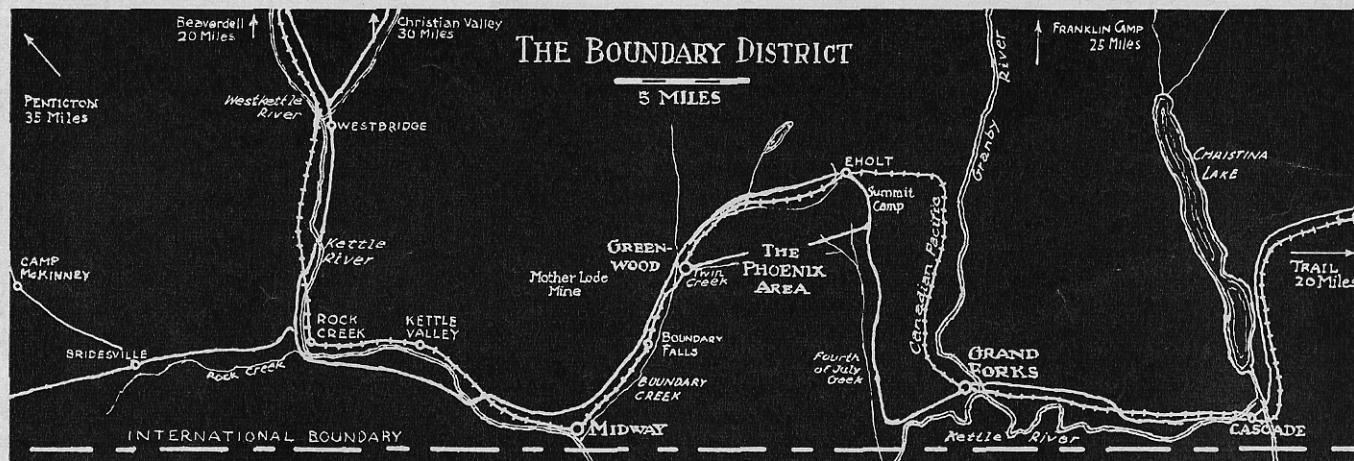 THE BOUNDARY DISTRICT
5 MILES
Beaverdell
20 Miles
Christian Valley
30 Miles
FRANKLIN CAMP
25 MILES
PENTICTON
35 Miles
Westkettle
River
WESTBRIDGE
Granby River
CHRISTINA
LAKE
EHOLT
Summit
Camp
Canadian Pacific
Kettle
River
GREEN-
WOOD
THE
PHOENIX
AREA
Twin
Creek
Mother Lode
Mine
CAMP
McKINNEY
TRAIL
20 Miles
ROCK
CREEK
KETTLE
VALLEY
BOUNDARY
FALLS
BRIDESVILLE
Rock Creek
BOUNDARY
CREEK
Fourth
of July
Creek
GRAND
FORKS
MIDWAY
Kettle River
CASCADE
INTERNATIONAL BOUNDARY